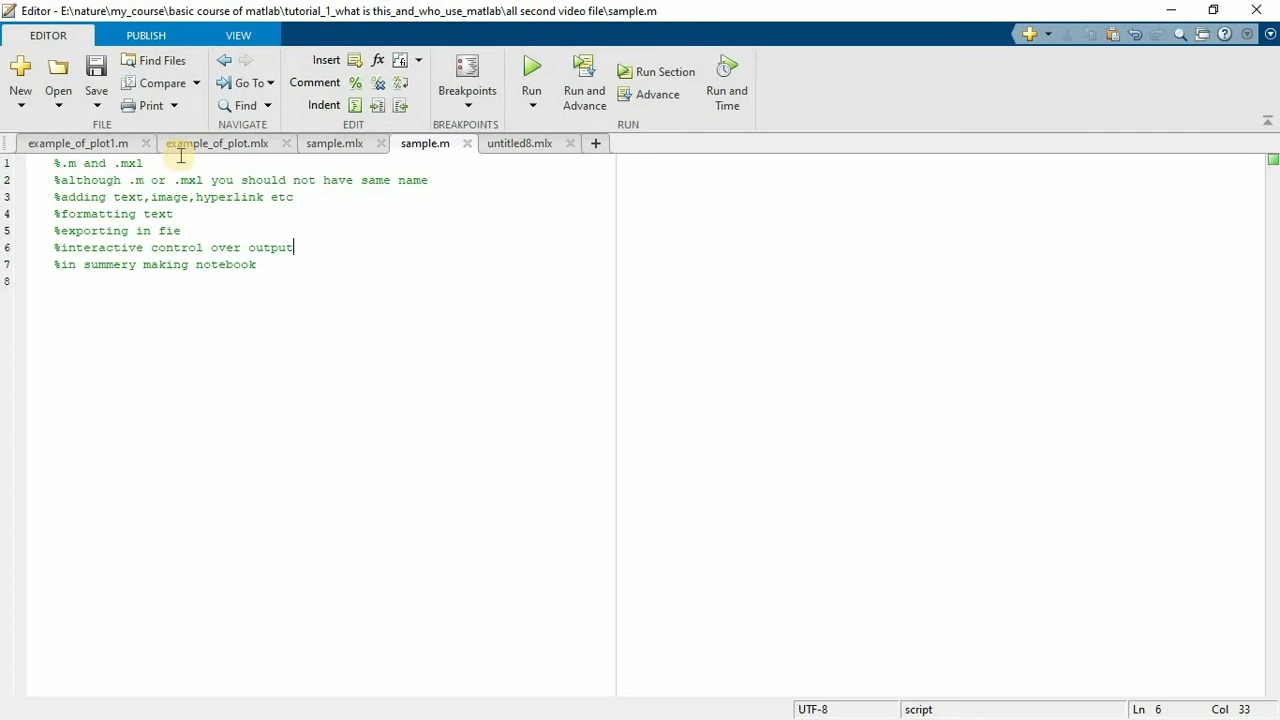 Editor - E:\nature\my_course\basic course of matlab\tutorial_1_what is this_and_who_use_matlab\all second video file\sample.m
EDITOR PUBLISH VIEW
New Open Save Find Files Compare Print
FILE
Go To Find
NAVIGATE
Insert fx
Comment
Indent
EDIT
Breakpoints
BREAKPOINTS
Run Run and Advance Run Section Advance Run and Time
RUN
example_of_plot1.m example_of_plot.mlx sample.mlx sample.m untitled8.mlx
1 %.m and .mxl
2 %although .m or .mxl you should not have same name
3 %adding text,image,hyperlink etc
4 %formatting text
5 %exporting in fie
6 %interactive control over output
7 %in summery making notebook
8
UTF-8 script Ln 6 Col 33